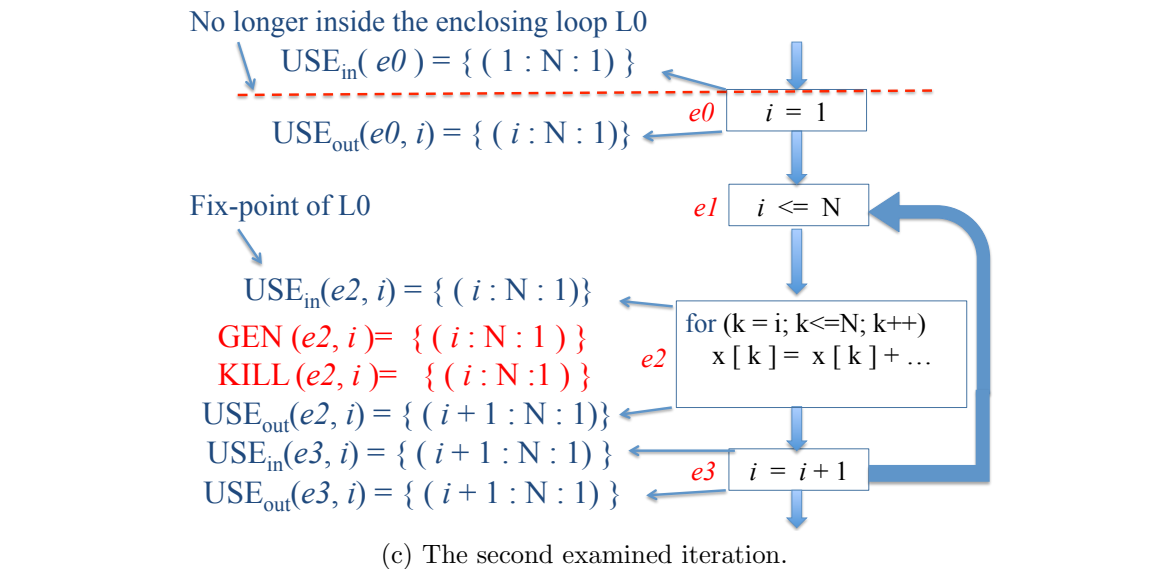 No longer inside the enclosing loop L0
USEin( e0 ) = { ( 1 : N : 1) }
e0
i = 1
USEout(e0, i) = { ( i : N : 1)}
Fix-point of L0
e1
i <= N
USEin(e2, i) = { ( i : N : 1)}
GEN (e2, i )= { ( i : N : 1 ) }
KILL (e2, i )= { ( i : N :1 ) }
e2
for (k = i; k<=N; k++)
x [ k ] = x [ k ] + …
USEout(e2, i) = { ( i + 1 : N : 1)}
USEin(e3, i) = { ( i + 1 : N : 1) }
e3
i = i + 1
USEout(e3, i) = { ( i + 1 : N : 1) }
(c) The second examined iteration.